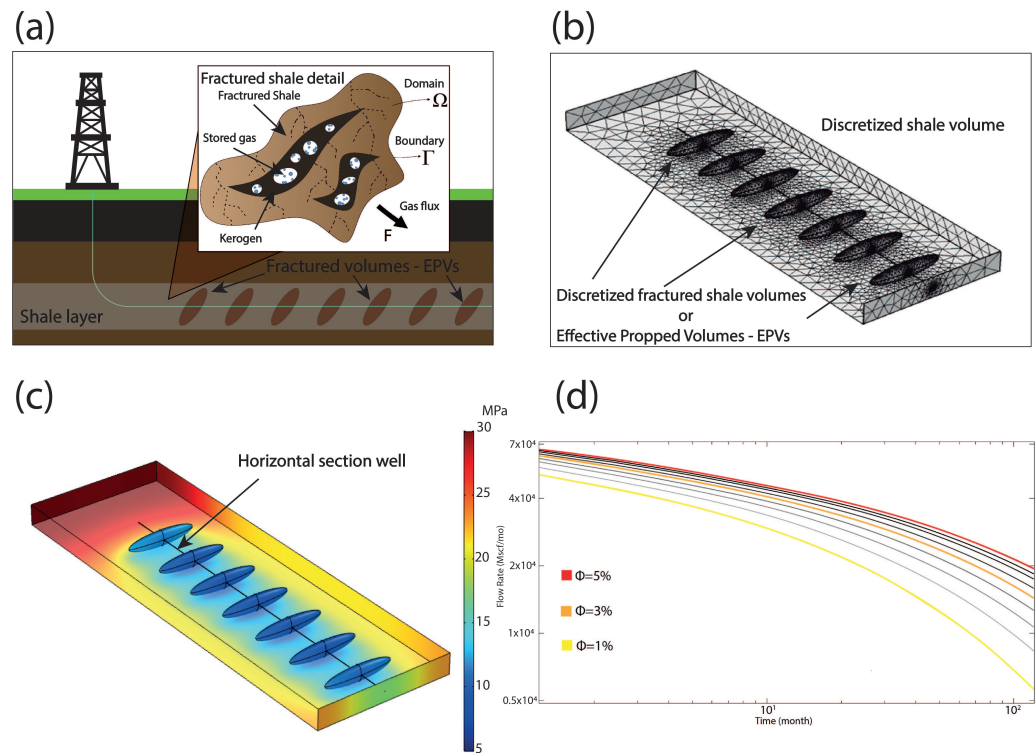 (a)
Fractured shale detail
Fractrured Shale
Domain
Ω
Stored gas
Boundary
Γ
Gas flux
F
Kerogen
Fractured volumes - EPVs
Shale layer
(b)
Discretized shale volume
Discretized fractured shale volumes
or
Effective Propped Volumes - EPVs
(c)
Horizontal section well
MPa
30
25
20
15
10
5
(d)
7x10⁴
4x10⁴
2x10⁴
1x10⁴
0.5x10⁴
Flow Rate (Mscf/mo)
Φ=5%
Φ=3%
Φ=1%
10¹
10²
Time (month)